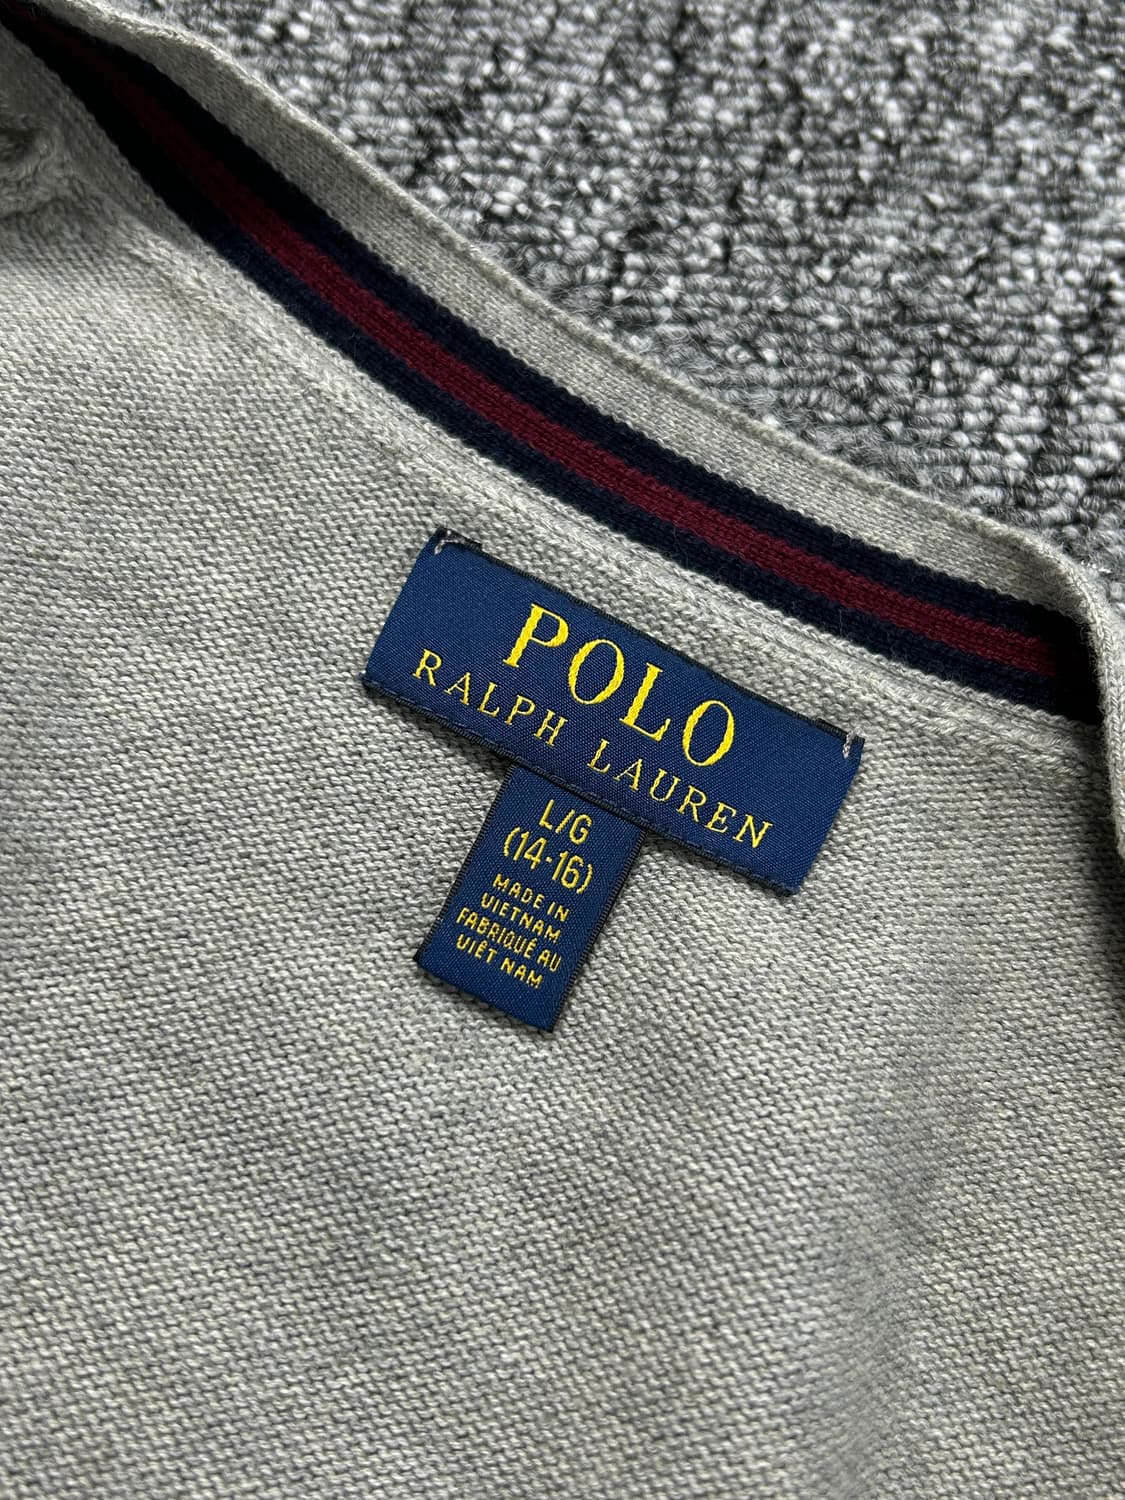 POLO
RALPH LAUREN
L/G
(14-16)
MADE IN
VIETNAM
FABRIQUÉ AU
VIÊT NAM